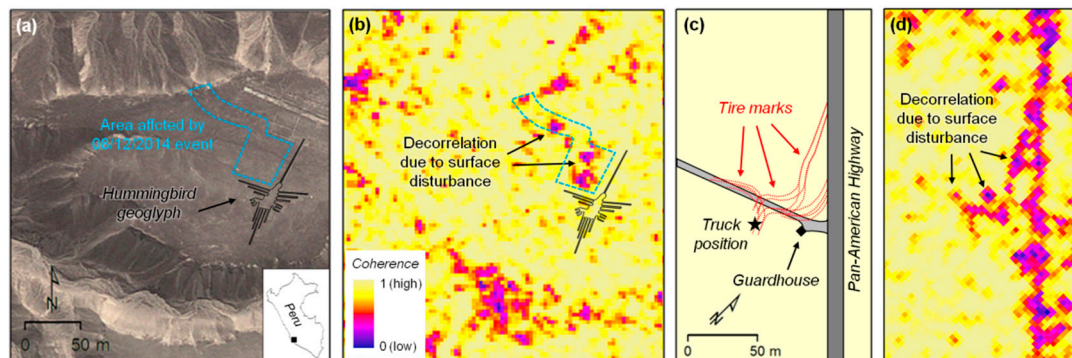 (a)
Area affcted by
08/12/2014 event
Hummingbird
geoglyph
N
0 50 m
Peru
(b)
Decorrelation
due to surface
disturbance
Coherence
1 (high)
0 (low)
(c)
Tire marks
Truck
position
Guardhouse
N
0 50 m
Pan-American Highway
(d)
Decorrelation
due to surface
disturbance